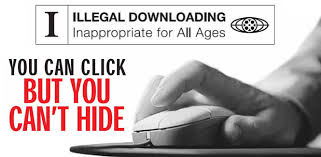 I ILLEGAL DOWNLOADING
Inappropriate for All Ages
YOU CAN CLICK
BUT YOU
CAN'T HIDE